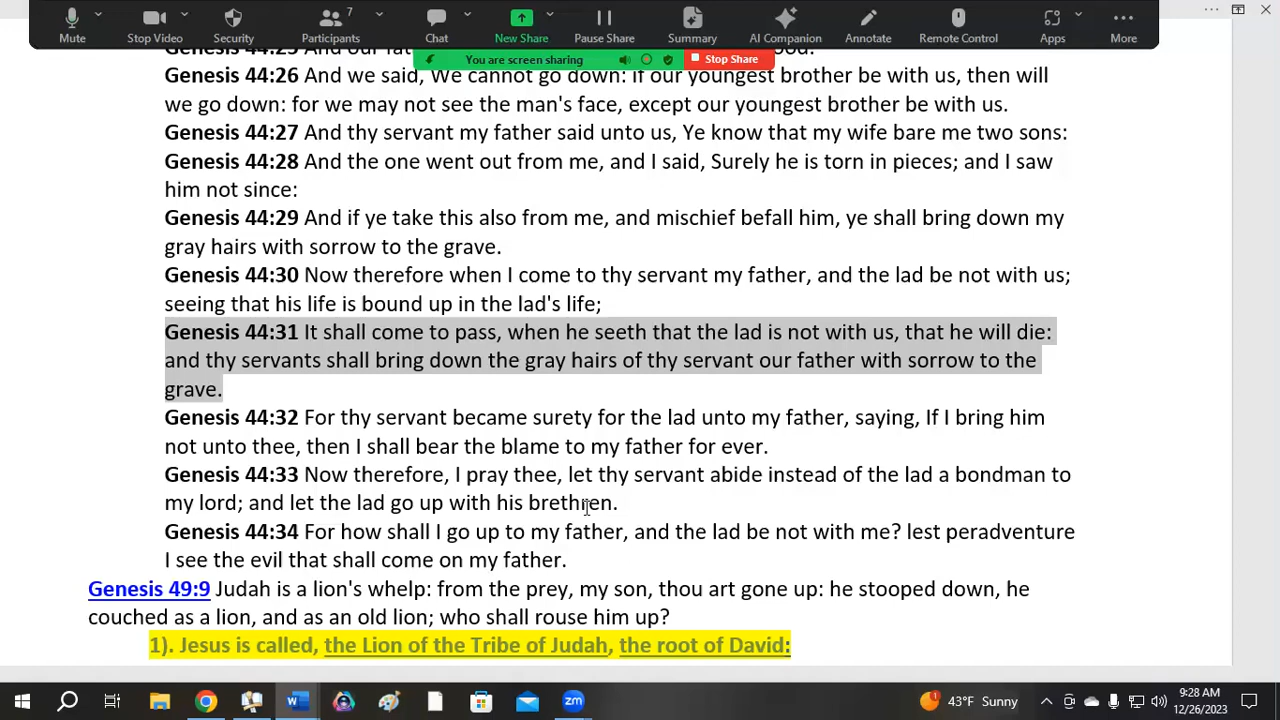 7
Mute
Stop Video
Security
Participants
Chat
New Share
Pause Share
Summary
AI Companion
Annotate
Remote Control
Apps
More
You are screen sharing
Stop Share
Genesis 44:26 And we said, We cannot go down: if our youngest brother be with us, then will
we go down: for we may not see the man's face, except our youngest brother be with us.
Genesis 44:27 And thy servant my father said unto us, Ye know that my wife bare me two sons:
Genesis 44:28 And the one went out from me, and I said, Surely he is torn in pieces; and I saw
him not since:
Genesis 44:29 And if ye take this also from me, and mischief befall him, ye shall bring down my
gray hairs with sorrow to the grave.
Genesis 44:30 Now therefore when I come to thy servant my father, and the lad be not with us;
seeing that his life is bound up in the lad's life;
Genesis 44:31 It shall come to pass, when he seeth that the lad is not with us, that he will die:
and thy servants shall bring down the gray hairs of thy servant our father with sorrow to the
grave.
Genesis 44:32 For thy servant became surety for the lad unto my father, saying, If I bring him
not unto thee, then I shall bear the blame to my father for ever.
Genesis 44:33 Now therefore, I pray thee, let thy servant abide instead of the lad a bondman to
my lord; and let the lad go up with his brethren.
Genesis 44:34 For how shall I go up to my father, and the lad be not with me? lest peradventure
I see the evil that shall come on my father.
Genesis 49:9 Judah is a lion's whelp: from the prey, my son, thou art gone up: he stooped down, he
couched as a lion, and as an old lion; who shall rouse him up?
1). Jesus is called, the Lion of the Tribe of Judah, the root of David:
1
43°F Sunny
9:28 AM
12/26/2023